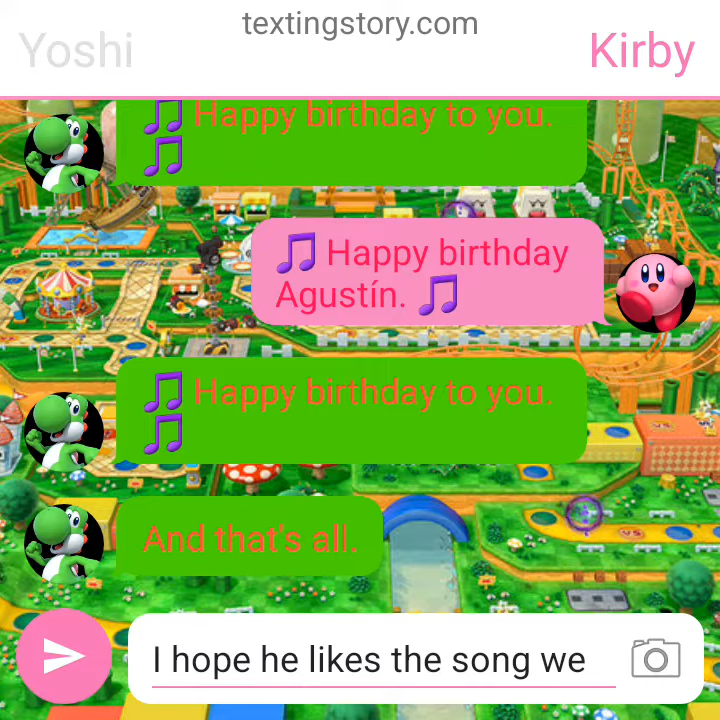 textingstory.com
Yoshi
Kirby
🎵 Happy birthday to you.
🎵
🎵 Happy birthday
Agustín. 🎵
🎵 Happy birthday to you.
🎵
And that's all.
I hope he likes the song we